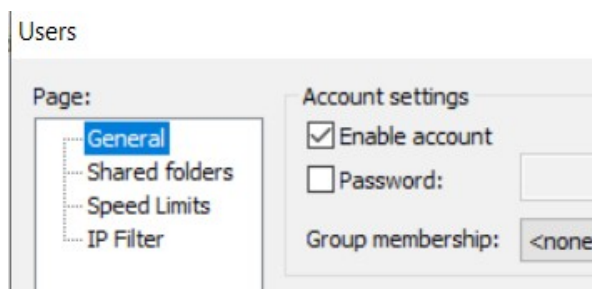 Users
Page:
General
Shared folders
Speed Limits
IP Filter
Account settings
Enable account
Password:
Group membership: <none